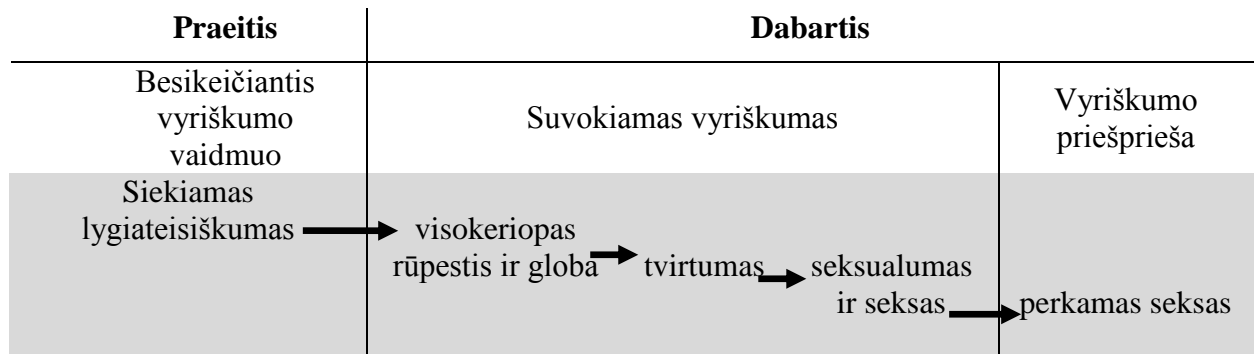 Praeitis
Dabartis
Besikeičiantis
vyriškumo
vaidmuo
Suvokiamas vyriškumas
Vyriškumo
priešprieša
Siekiamas
lygiateisiškumas
visokeriopas
rūpestis ir globa
tvirtumas
seksualumas
ir seksas
perkamas seksas